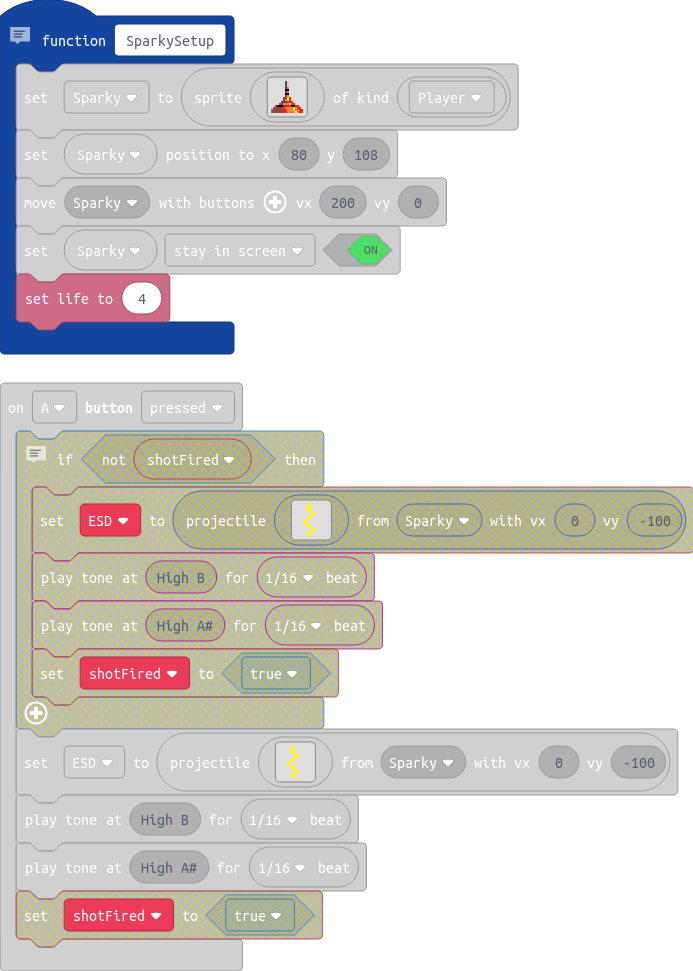 function SparkySetup
set Sparky to sprite of kind Player
set Sparky position to x 80 y 108
move Sparky with buttons vx 200 vy 0
set Sparky stay in screen ON
set life to 4
on A button pressed
if not shotFired then
set ESD to projectile from Sparky with vx 0 vy -100
play tone at High B for 1/16 beat
play tone at High A# for 1/16 beat
set shotFired to true
set ESD to projectile from Sparky with vx 0 vy -100
play tone at High B for 1/16 beat
play tone at High A# for 1/16 beat
set shotFired to true